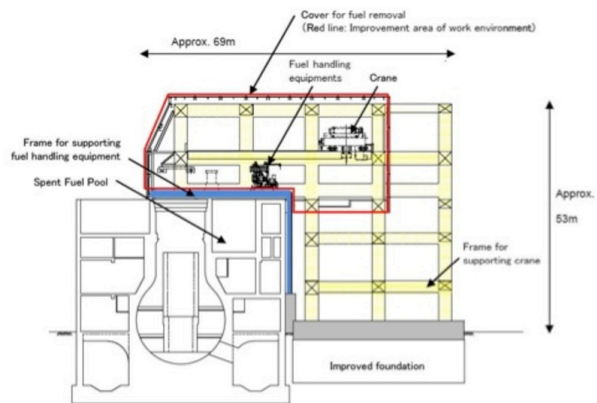 Cover for fuel removal
(Red line: Improvement area of work environment)
Approx. 69m
Fuel handling
equipments
Crane
Frame for supporting
fuel handling equipment
Spent Fuel Pool
Approx.
53m
Frame for
supporting crane
Improved foundation